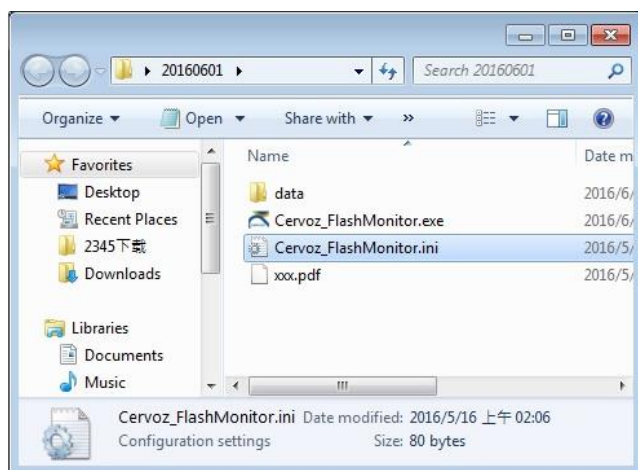 20160601
Search 20160601
Organize
Open
Share with
»
Name
Date m
Favorites
Desktop
Recent Places
2345下载
Downloads
Libraries
Documents
Music
data
2016/6/
Cervoz_FlashMonitor.exe
2016/6/
Cervoz_FlashMonitor.ini
2016/5/
xxx.pdf
2016/5/
Cervoz_FlashMonitor.ini Date modified: 2016/5/16 上午 02:06
Configuration settings Size: 80 bytes